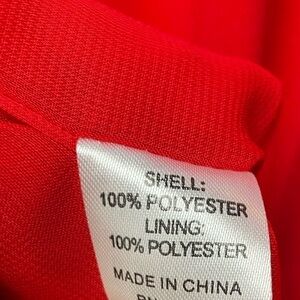 SHELL:
100% POLYESTER
LINING:
100% POLYESTER
MADE IN CHINA